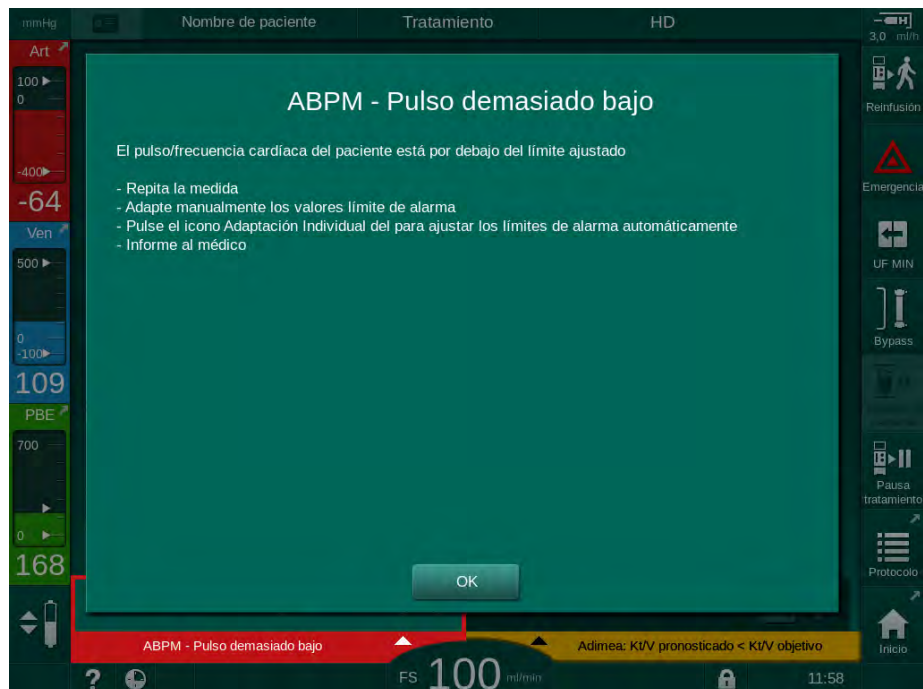 mmHg
Nombre de paciente
Tratamiento
HD
3,0 ml/h
Art
100
0
-400
-64
Ven
500
0
-100
109
PBE
700
0
168
ABPM - Pulso demasiado bajo
El pulso/frecuencia cardíaca del paciente está por debajo del límite ajustado
- Repita la medida
- Adapte manualmente los valores límite de alarma
- Pulse el icono Adaptación Individual del para ajustar los límites de alarma automáticamente
- Informe al médico
OK
Reinfusión
Emergencia
UF MIN
Bypass
Pausa
tratamiento
Protocolo
Inicio
ABPM - Pulso demasiado bajo
Adimea: Kt/V pronosticado < Kt/V objetivo
?
FS 100 ml/min
11:58